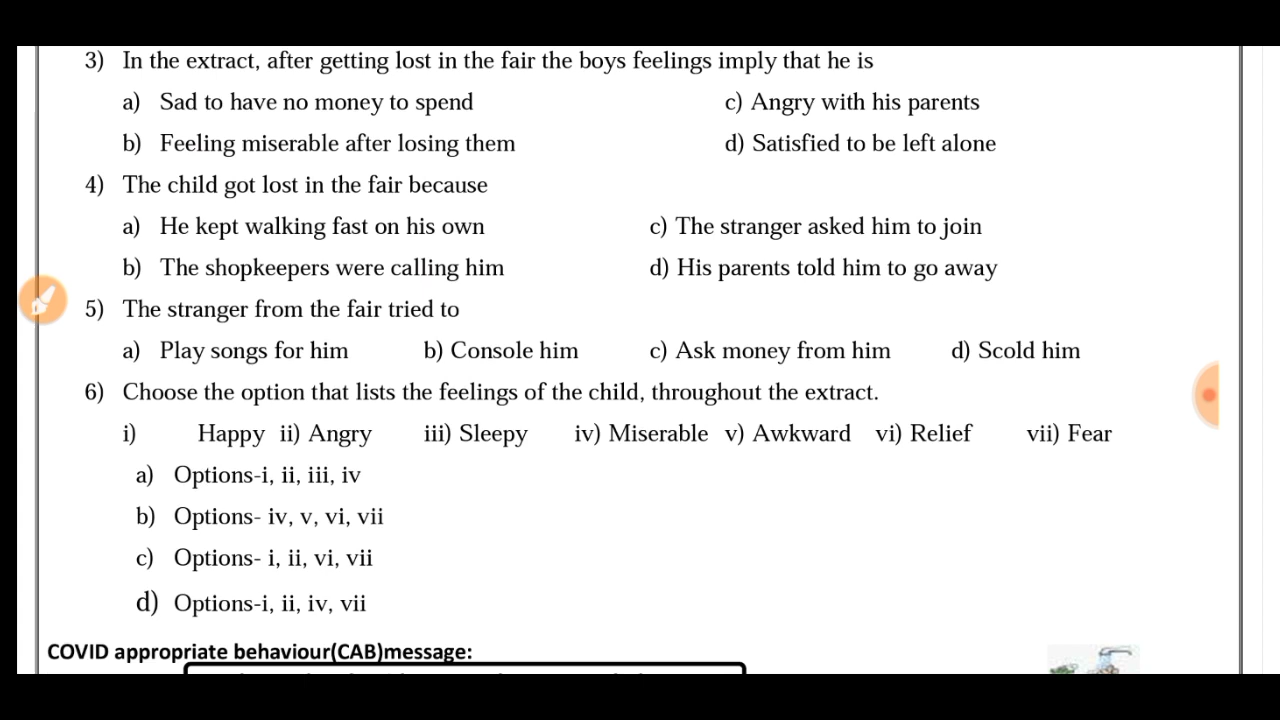 3) In the extract, after getting lost in the fair the boys feelings imply that he is
a) Sad to have no money to spend c) Angry with his parents
b) Feeling miserable after losing them d) Satisfied to be left alone
4) The child got lost in the fair because
a) He kept walking fast on his own c) The stranger asked him to join
b) The shopkeepers were calling him d) His parents told him to go away
5) The stranger from the fair tried to
a) Play songs for him b) Console him c) Ask money from him d) Scold him
6) Choose the option that lists the feelings of the child, throughout the extract.
i) Happy ii) Angry iii) Sleepy iv) Miserable v) Awkward vi) Relief vii) Fear
a) Options-i, ii, iii, iv
b) Options- iv, v, vi, vii
c) Options- i, ii, vi, vii
d) Options-i, ii, iv, vii
COVID appropriate behaviour(CAB)message: